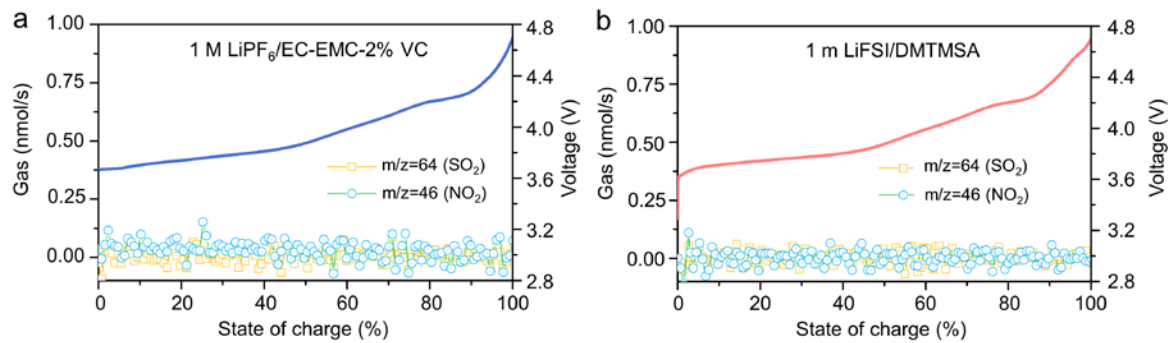 a
1 M LiPF6/EC-EMC-2% VC
Gas (nmol/s)
1.00
0.75
0.50
0.25
0.00
4.8
4.4
4.0
3.6
3.2
2.8
Voltage (V)
m/z=64 (SO2)
m/z=46 (NO2)
0 20 40 60 80 100
State of charge (%)
b
1 m LiFSI/DMTMSA
Gas (nmol/s)
1.00
0.75
0.50
0.25
0.00
4.8
4.4
4.0
3.6
3.2
2.8
Voltage (V)
m/z=64 (SO2)
m/z=46 (NO2)
0 20 40 60 80 100
State of charge (%)